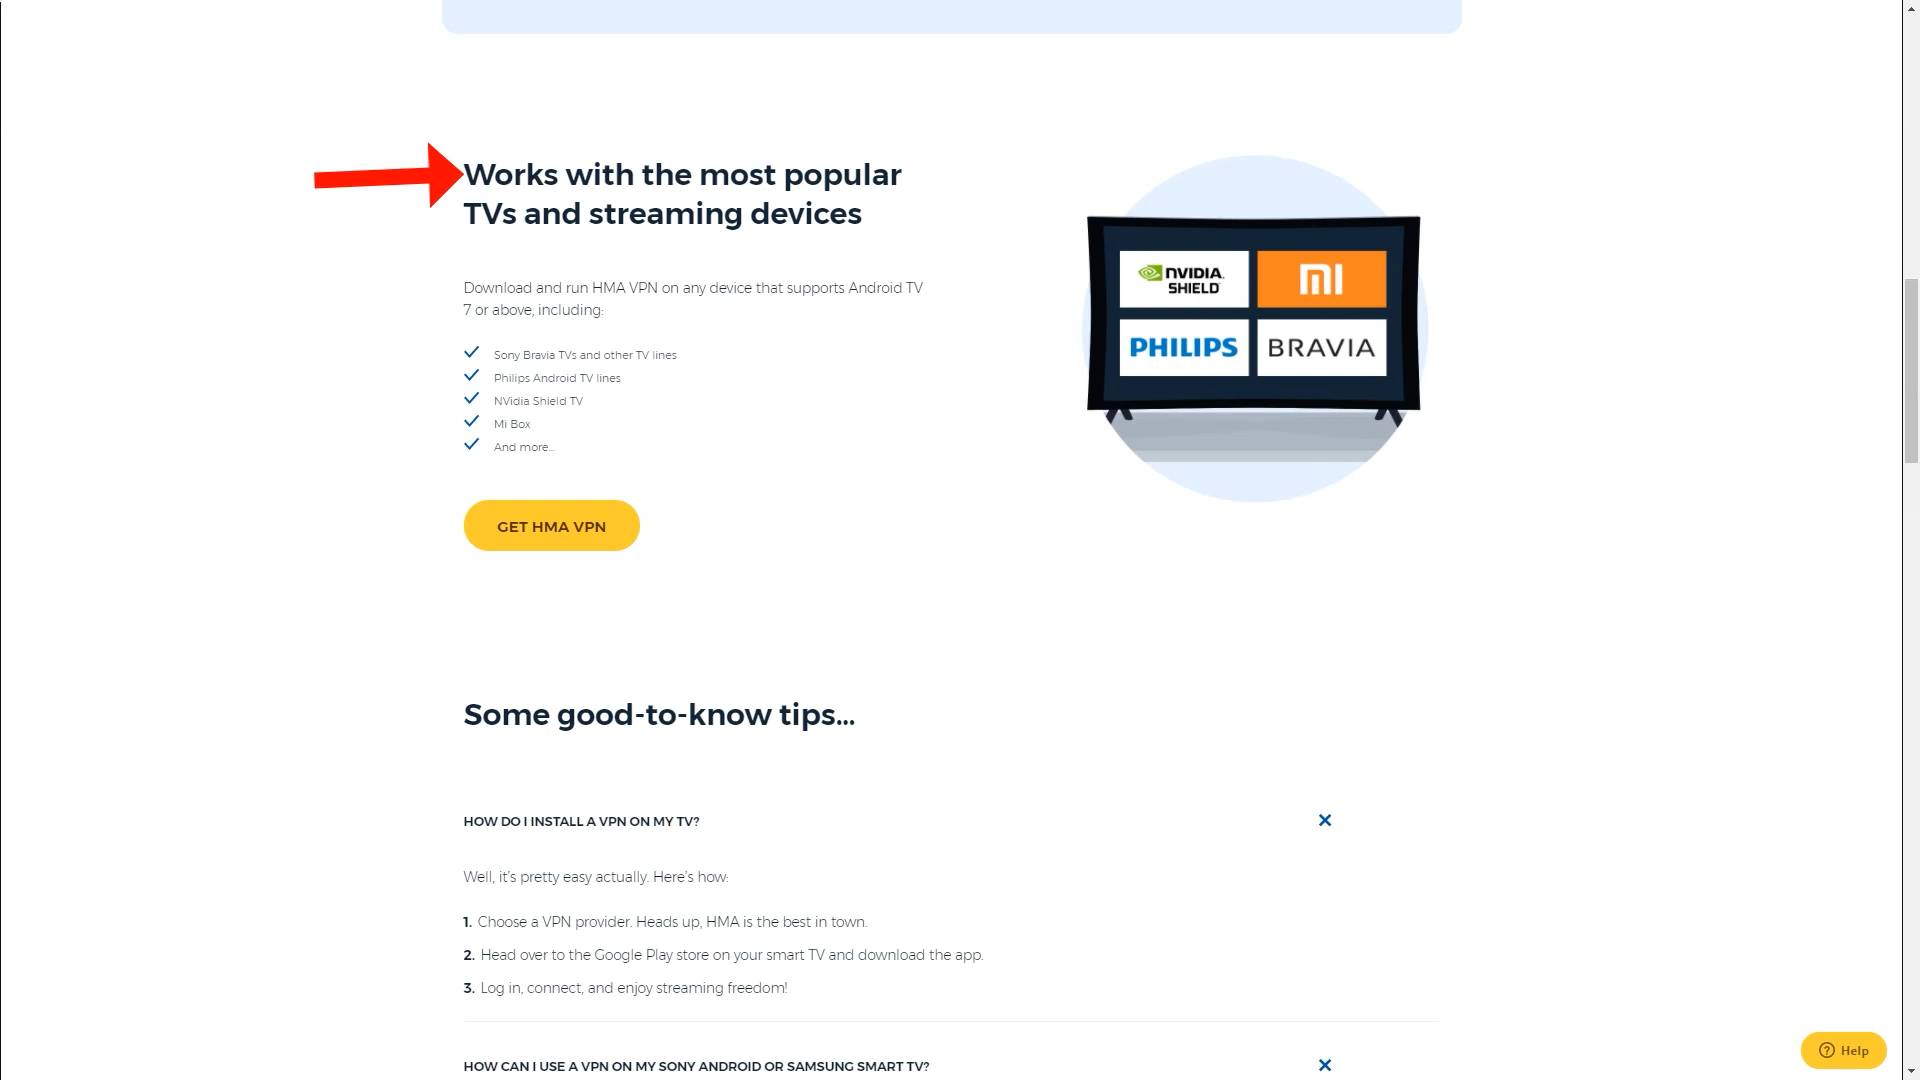 Works with the most popular
TVs and streaming devices
Download and run HMA VPN on any device that supports Android TV
7 or above, including:
Sony Bravia TVs and other TV lines
Philips Android TV lines
NVidia Shield TV
Mi Box
And more...
GET HMA VPN
NVIDIA.
SHIELD
MI
PHILIPS
BRAVIA
Some good-to-know tips...
HOW DO I INSTALL A VPN ON MY TV?
Well, it's pretty easy actually. Here's how:
1. Choose a VPN provider. Heads up, HMA is the best in town.
2. Head over to the Google Play store on your smart TV and download the app.
3. Log in, connect, and enjoy streaming freedom!
HOW CAN I USE A VPN ON MY SONY ANDROID OR SAMSUNG SMART TV?
Help